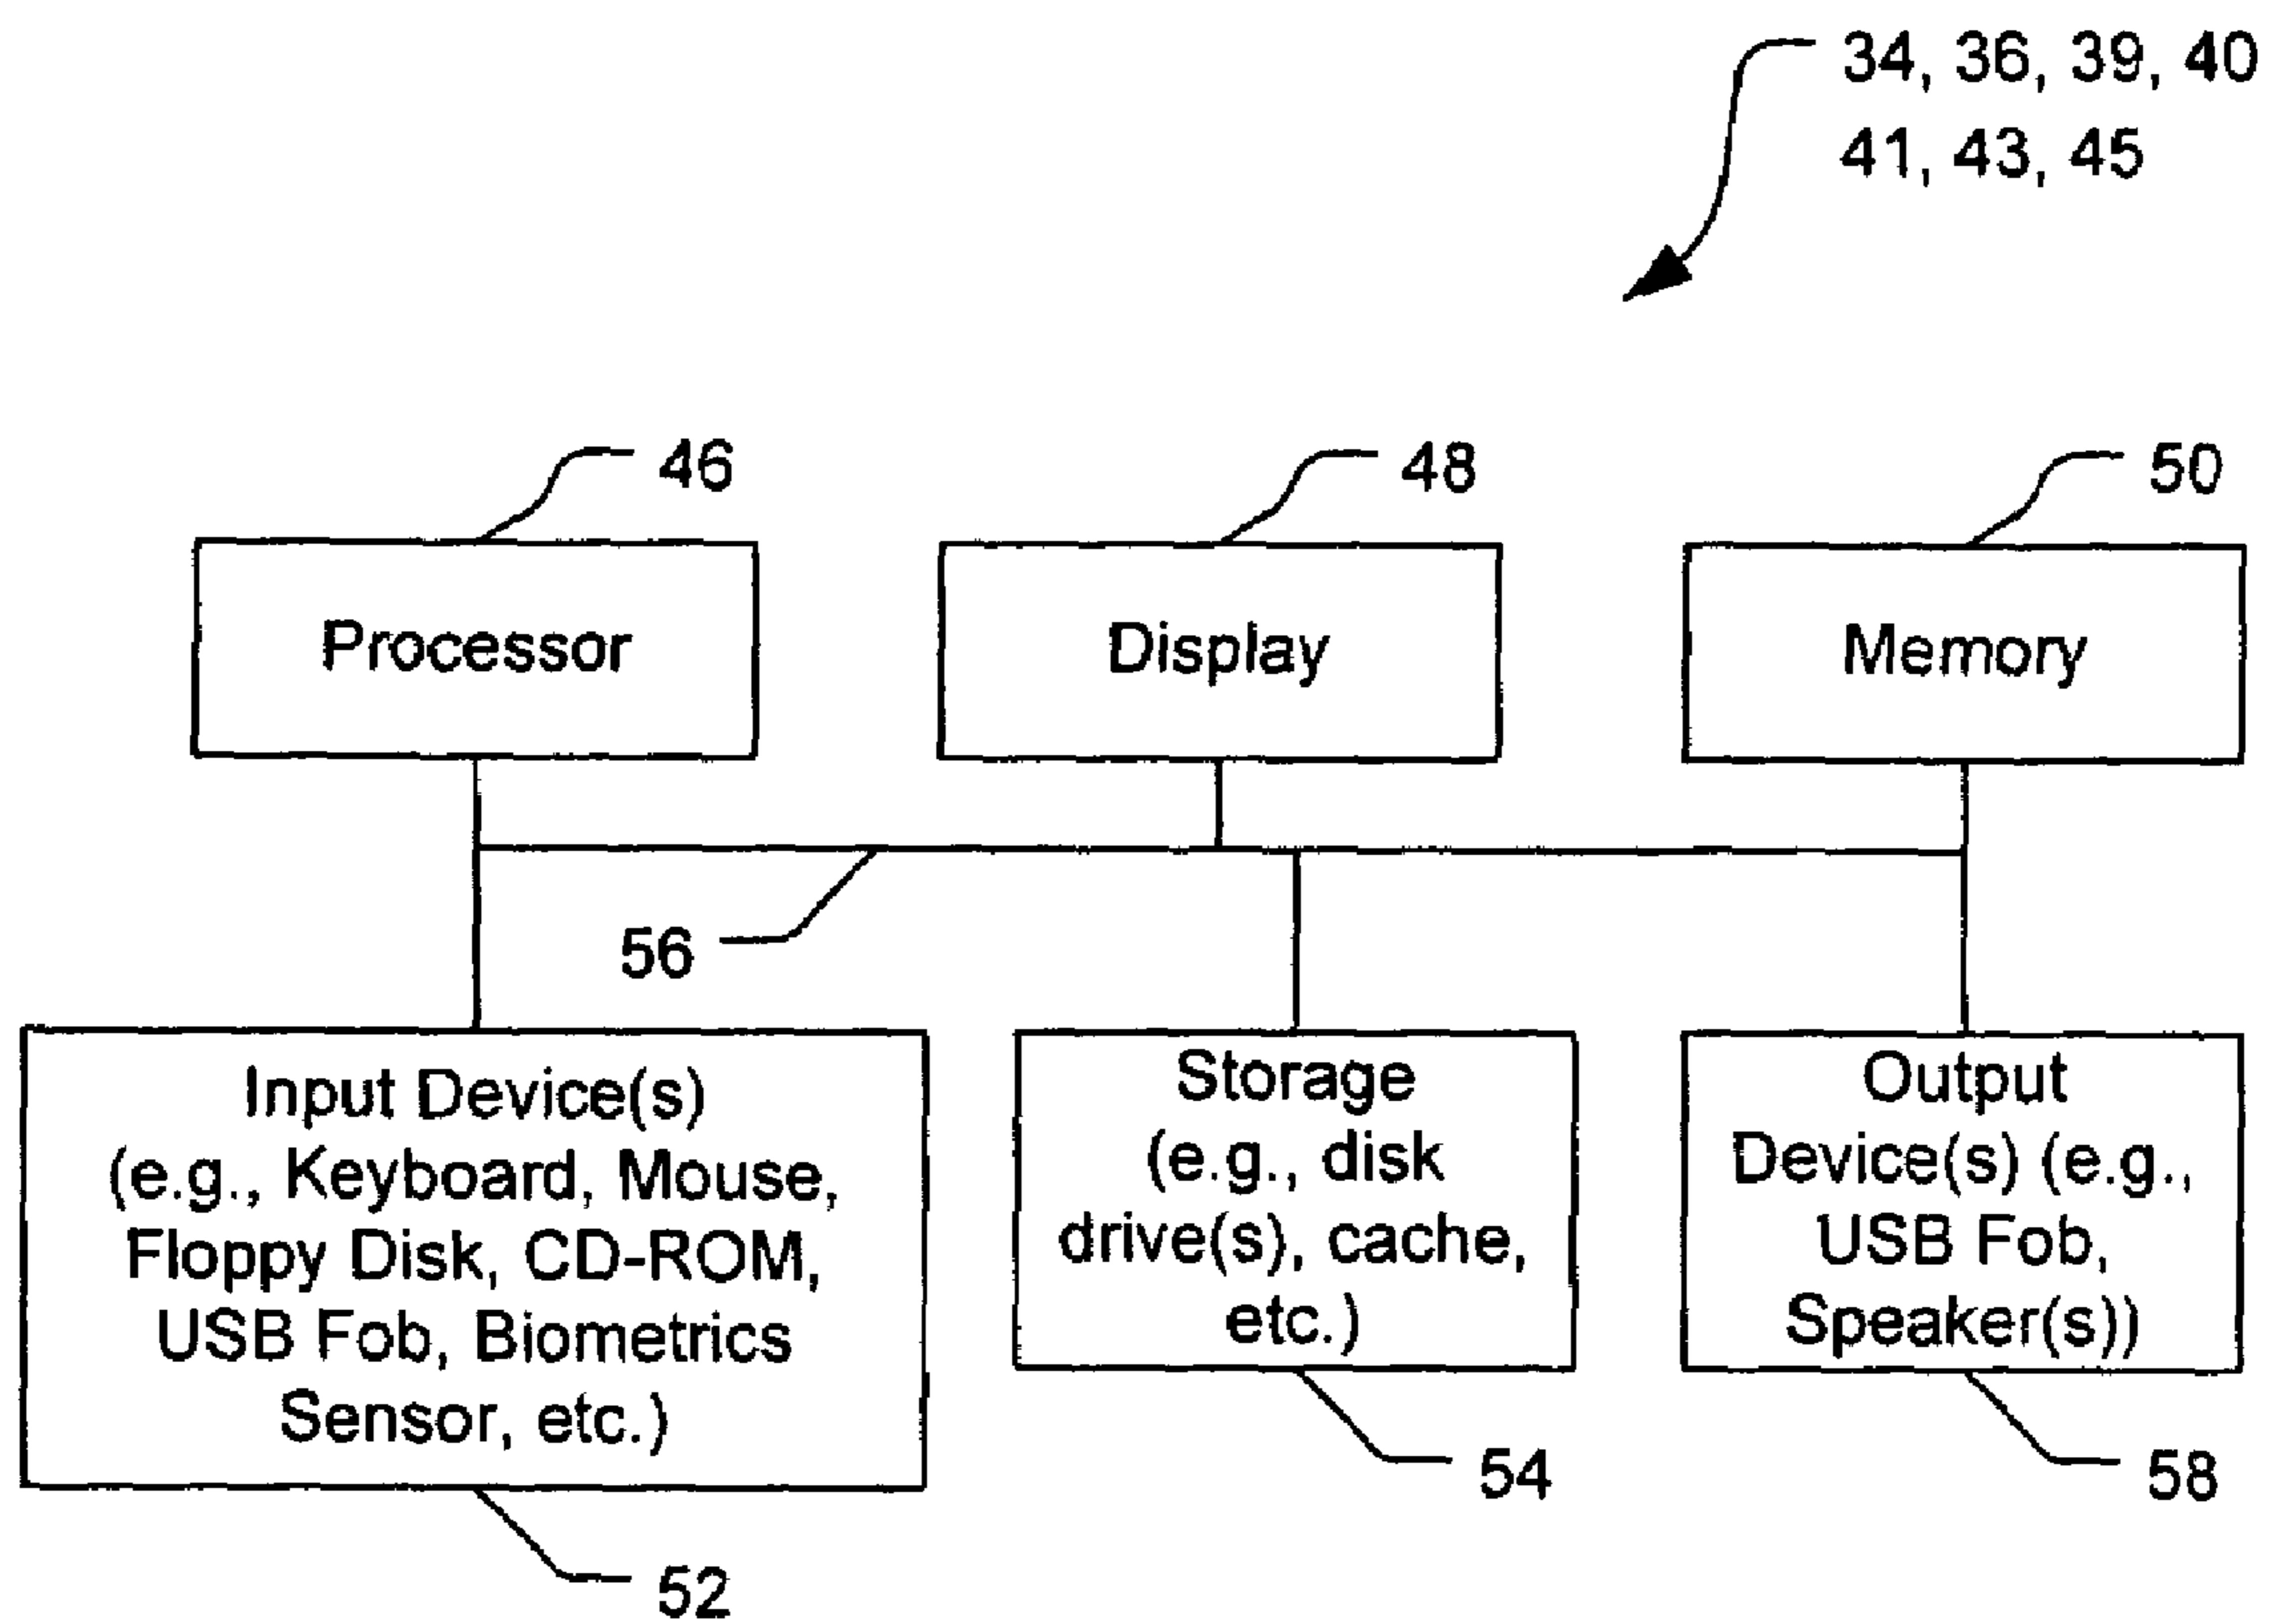 34, 36, 39, 40
41, 43, 45
46
48
50
Processor
Display
Memory
56
Input Device(s)
(e.g., Keyboard, Mouse,
Floppy Disk, CD-ROM,
USB Fob, Biometrics
Sensor, etc.)
Storage
(e.g., disk
drive(s), cache,
etc.)
Output
Device(s) (e.g.,
USB Fob,
Speaker(s))
54
58
52